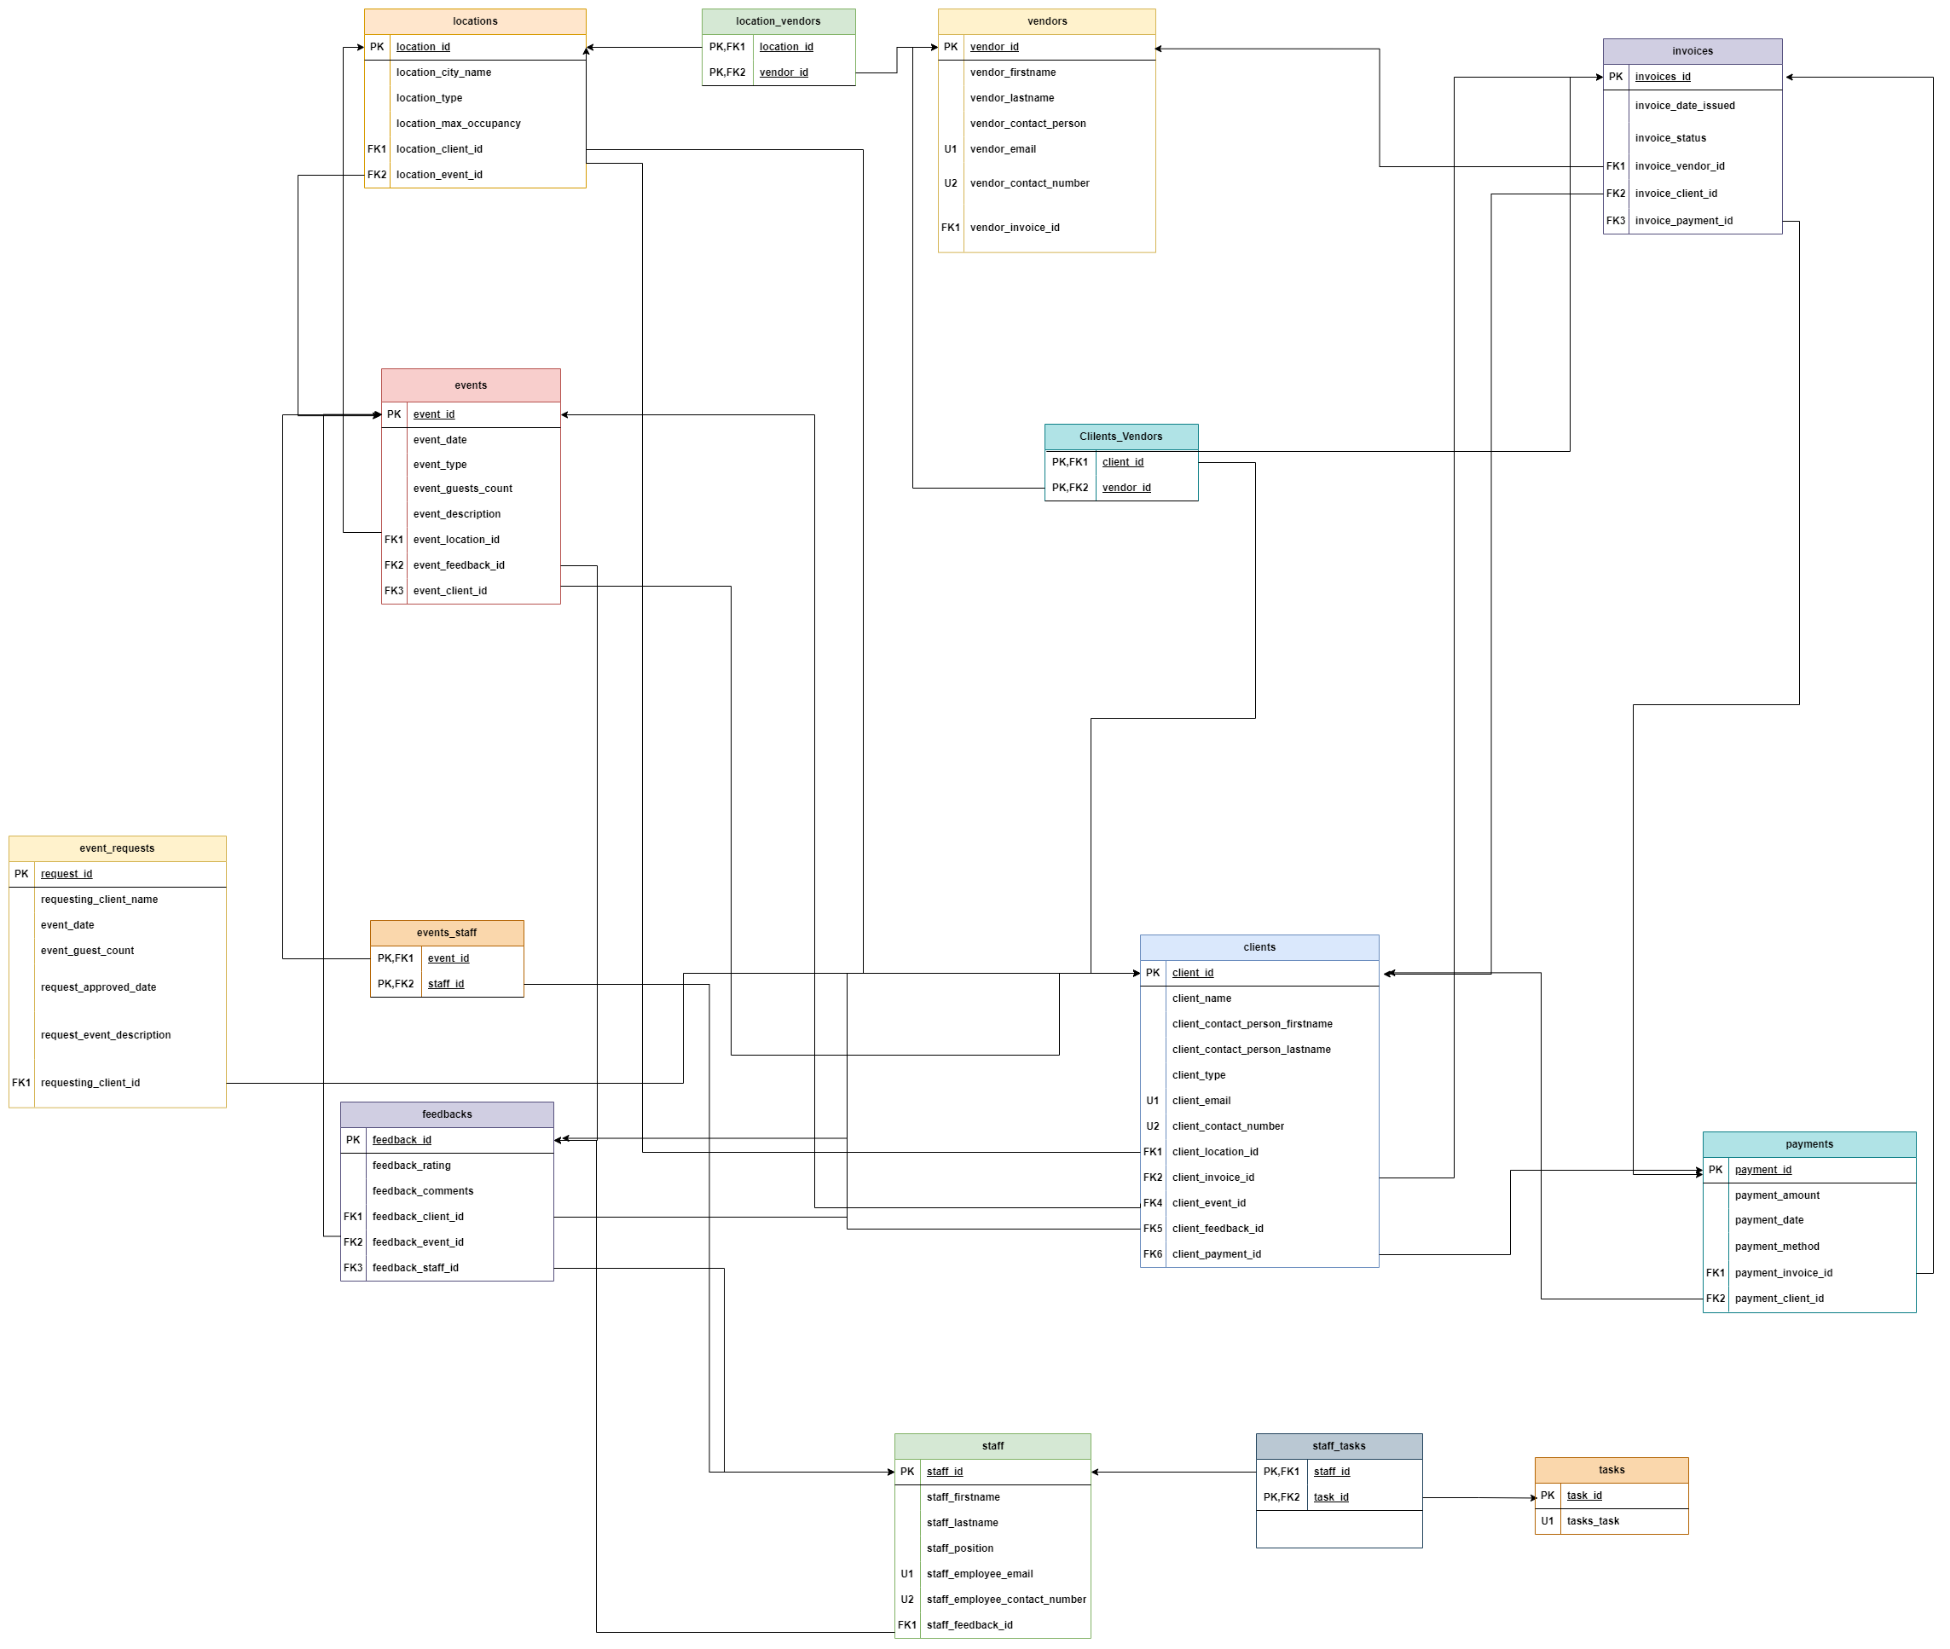 locations
PK location_id
location_city_name
location_type
location_max_occupancy
FK1 location_client_id
FK2 location_event_id
location_vendors
PK,FK1 location_id
PK,FK2 vendor_id
vendors
PK vendor_id
vendor_firstname
vendor_lastname
vendor_contact_person
U1 vendor_email
U2 vendor_contact_number
FK1 vendor_invoice_id
invoices
PK invoices_id
invoice_date_issued
invoice_status
FK1 invoice_vendor_id
FK2 invoice_client_id
FK3 invoice_payment_id
events
PK event_id
event_date
event_type
event_guests_count
event_description
FK1 event_location_id
FK2 event_feedback_id
FK3 event_client_id
Clilents_Vendors
PK,FK1 client_id
PK,FK2 vendor_id
event_requests
PK request_id
requesting_client_name
event_date
event_guest_count
request_approved_date
request_event_description
FK1 requesting_client_id
events_staff
PK,FK1 event_id
PK,FK2 staff_id
clients
PK client_id
client_name
client_contact_person_firstname
client_contact_person_lastname
client_type
U1 client_email
U2 client_contact_number
FK1 client_location_id
FK2 client_invoice_id
FK4 client_event_id
FK5 client_feedback_id
FK6 client_payment_id
feedbacks
PK feedback_id
feedback_rating
feedback_comments
FK1 feedback_client_id
FK2 feedback_event_id
FK3 feedback_staff_id
payments
PK payment_id
payment_amount
payment_date
payment_method
FK1 payment_invoice_id
FK2 payment_client_id
staff
PK staff_id
staff_firstname
staff_lastname
staff_position
U1 staff_employee_email
U2 staff_employee_contact_number
FK1 staff_feedback_id
staff_tasks
PK,FK1 staff_id
PK,FK2 task_id
tasks
PK task_id
U1 tasks_task